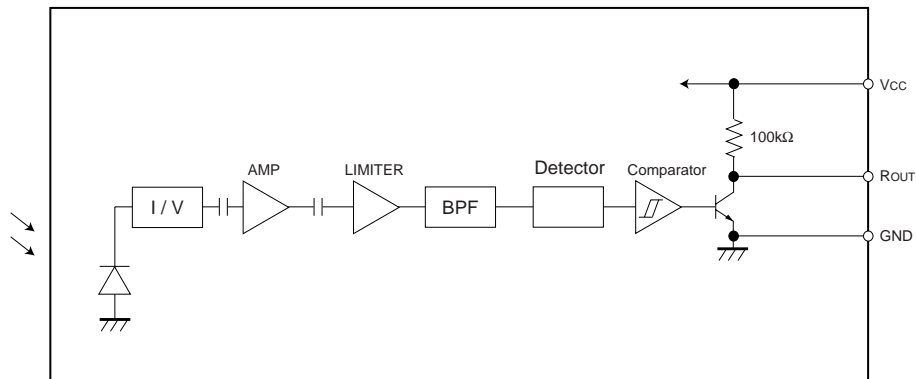 VCC
100kΩ
AMP
LIMITER
Detector
Comparator
ROUT
I / V
BPF
GND